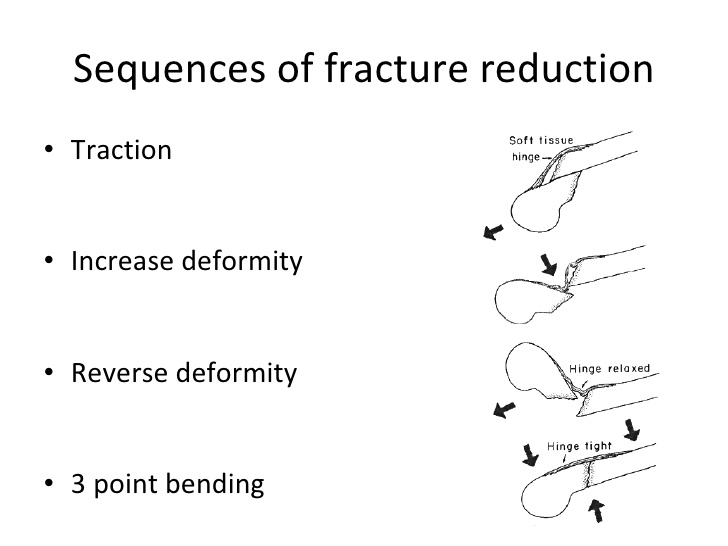 Sequences of fracture reduction
• Traction
Soft tissue
hinge
• Increase deformity
• Reverse deformity
Hinge relaxed
Hinge tight
• 3 point bending